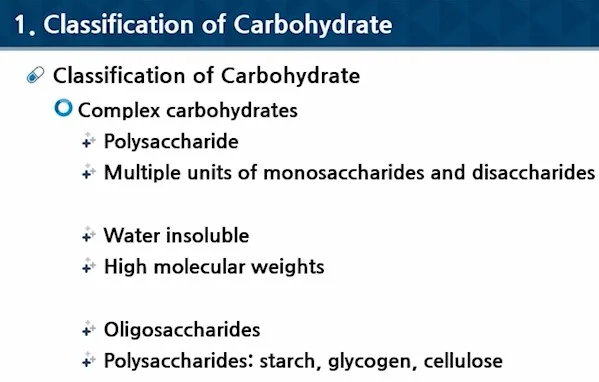 1. Classification of Carbohydrate
Classification of Carbohydrate
Complex carbohydrates
Polysaccharide
Multiple units of monosaccharides and disaccharides
Water insoluble
High molecular weights
Oligosaccharides
Polysaccharides: starch, glycogen, cellulose